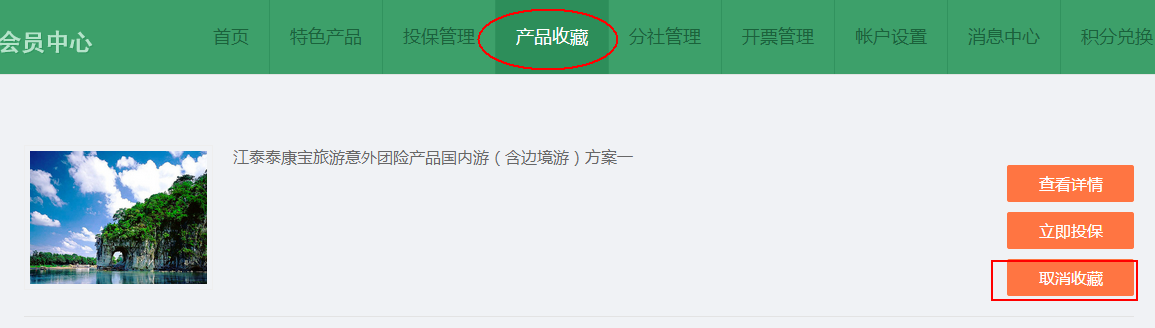 会员中心 首页 特色产品 投保管理 产品收藏 分社管理 开票管理 帐户设置 消息中心 积分兑换
江泰泰康宝旅游意外团险产品国内游（含边境游）方案一
查看详情
立即投保
取消收藏